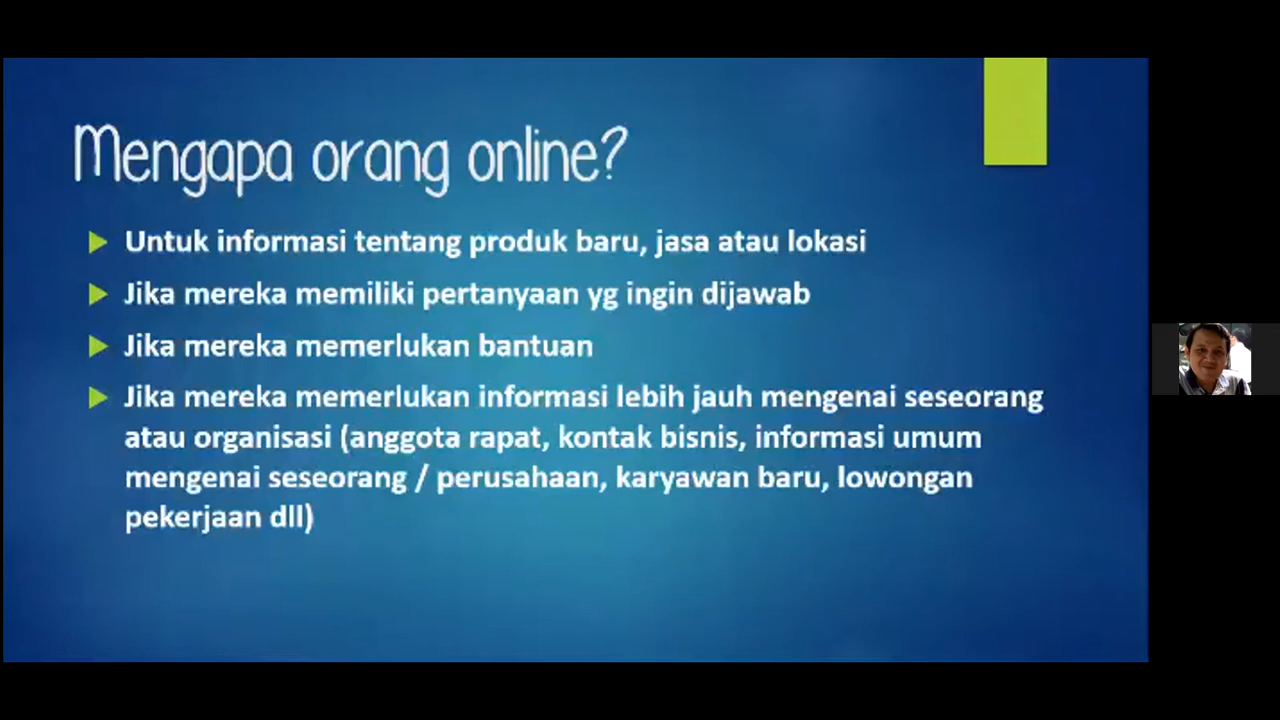 Mengapa orang online?
Untuk informasi tentang produk baru, jasa atau lokasi
Jika mereka memiliki pertanyaan yg ingin dijawab
Jika mereka memerlukan bantuan
Jika mereka memerlukan informasi lebih jauh mengenai seseorang
atau organisasi (anggota rapat, kontak bisnis, informasi umum
mengenai seseorang / perusahaan, karyawan baru, lowongan
pekerjaan dll)